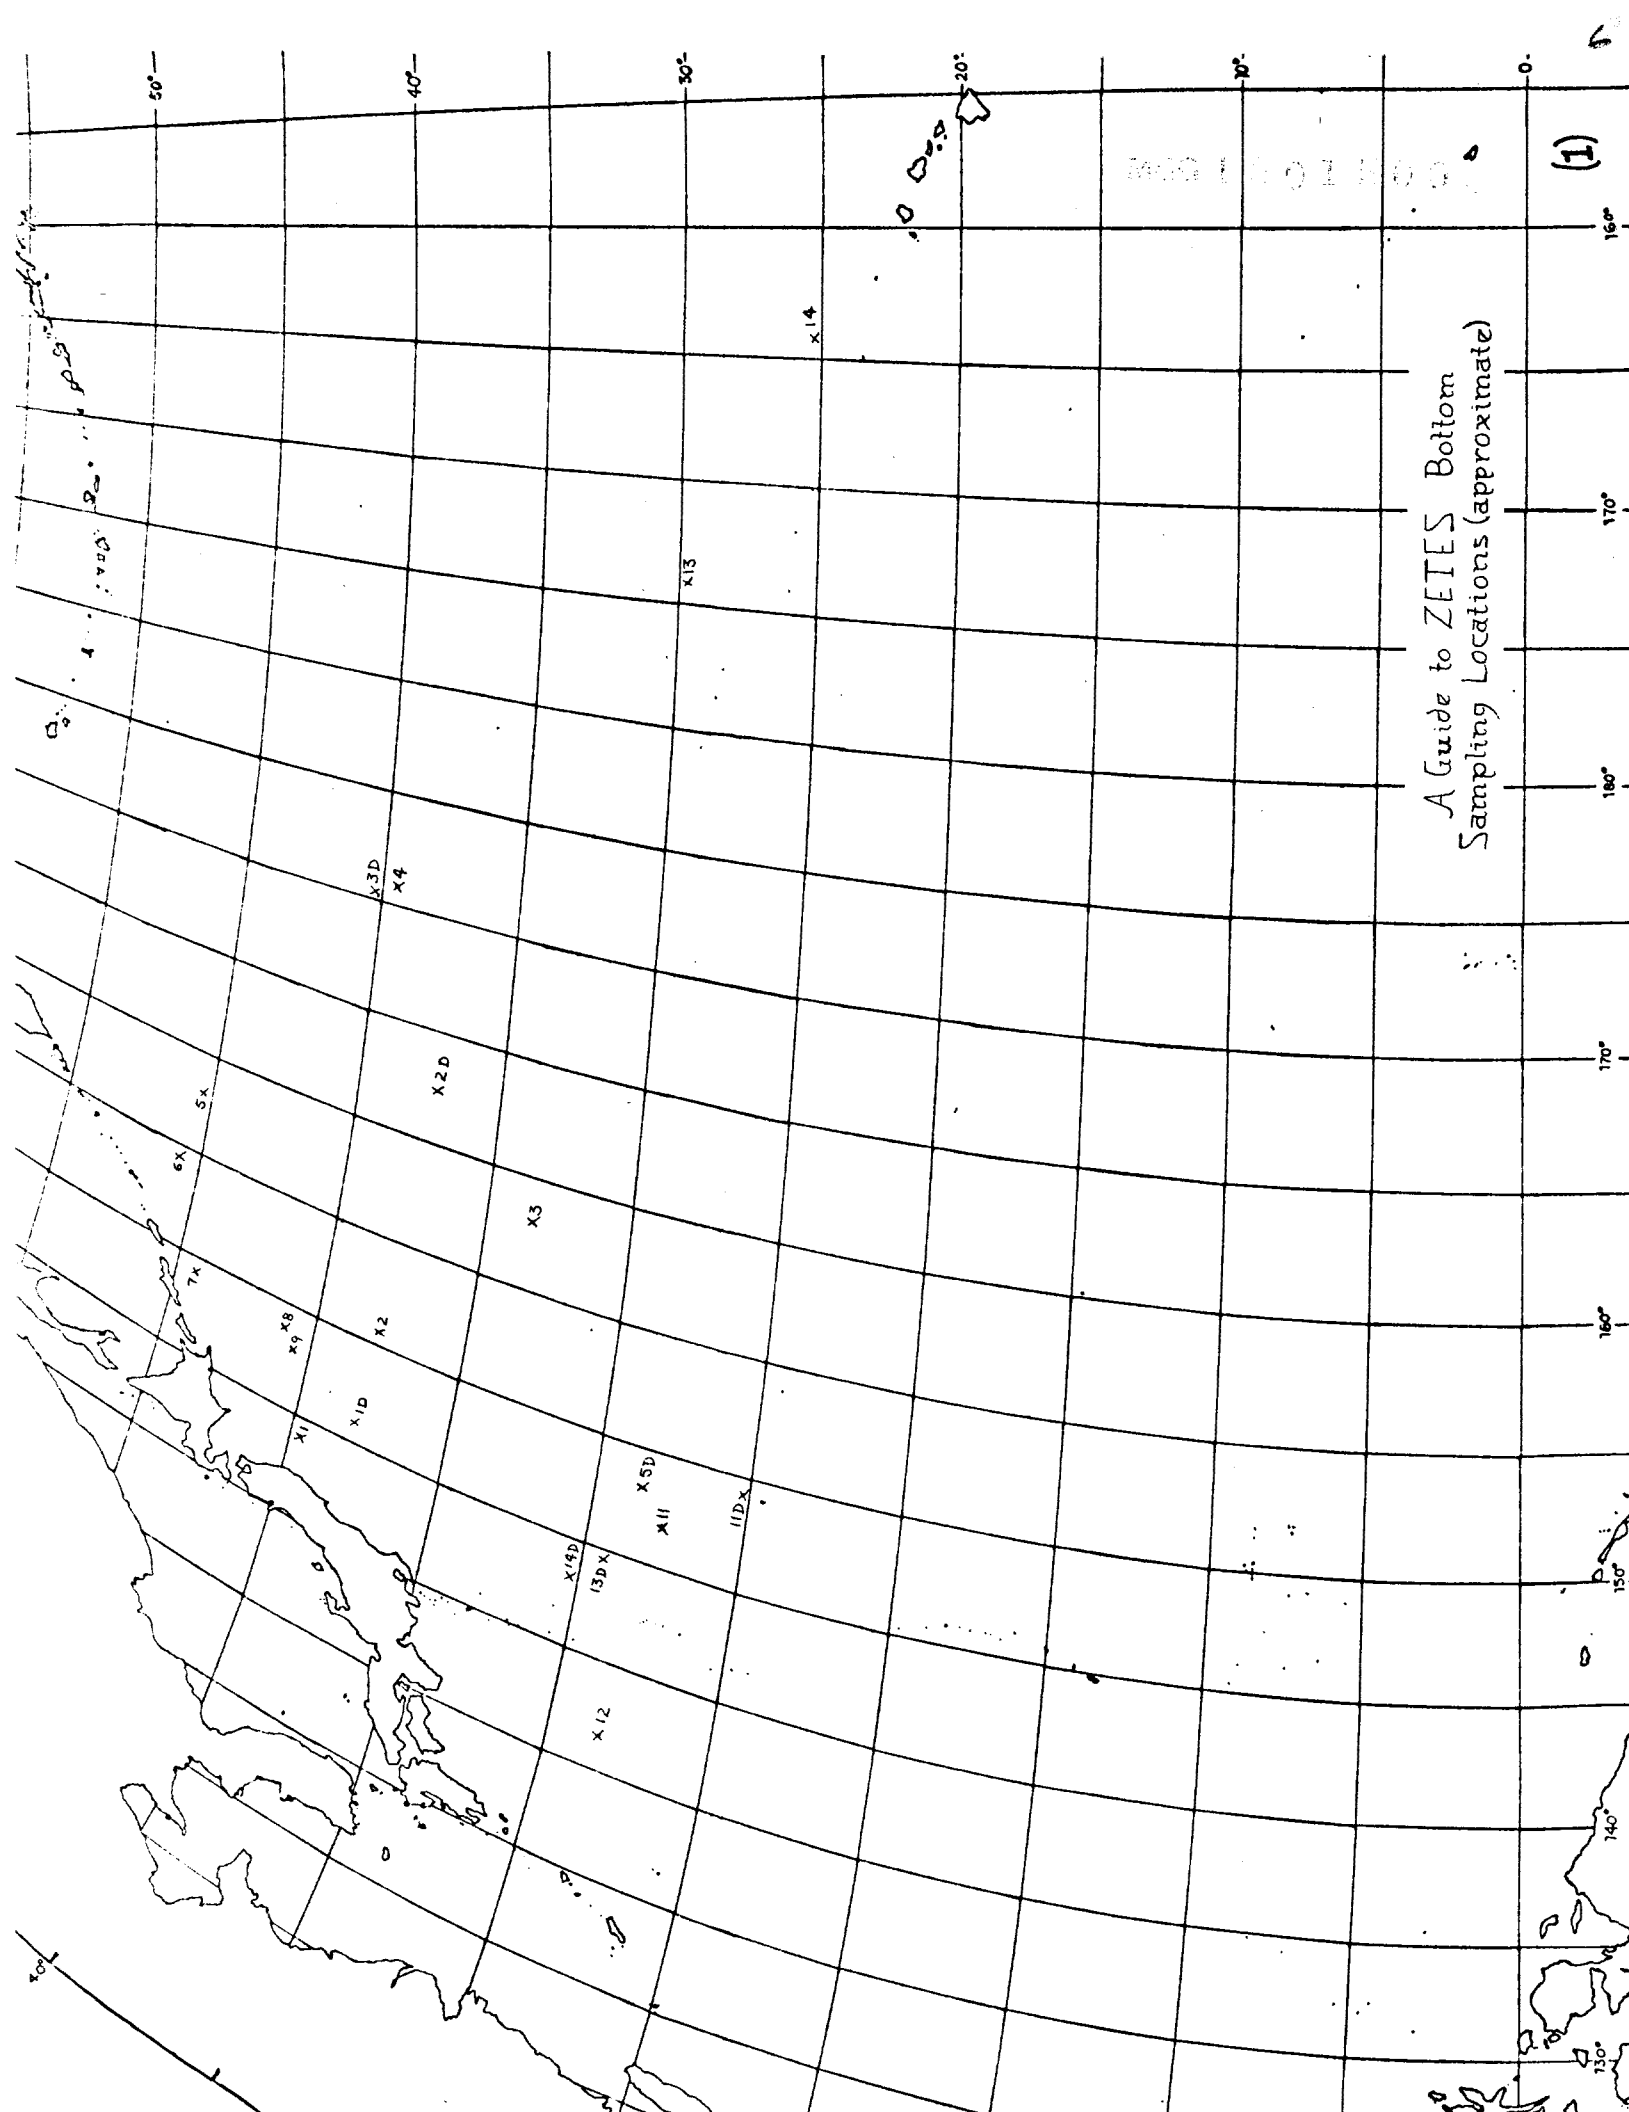 A Guide to ZETES Bottom
Sampling Locations (approximate)
(1)
50°
40°
30°
20°
10°
0°
160°
170°
180°
170°
160°
150°
140°
130°
x14
x13
x3D
x4
x2D
5x
6x
x3
7x
x8
x9
x2
x1D
x1
x5D
x11
11Dx
x14D
13Dx
x12